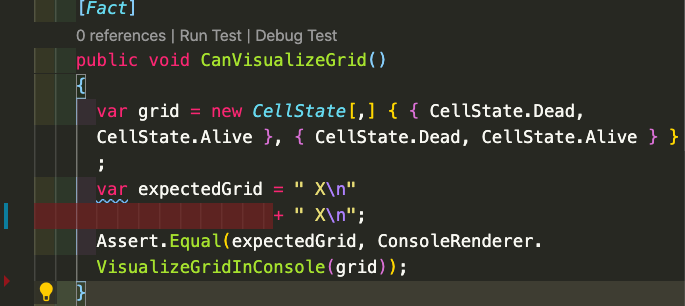 [Fact]
0 references | Run Test | Debug Test
public void CanVisualizeGrid()
{
var grid = new CellState[,] { { CellState.Dead,
CellState.Alive }, { CellState.Dead, CellState.Alive } }
;
var expectedGrid = " X\n"
+ " X\n";
Assert.Equal(expectedGrid, ConsoleRenderer.
VisualizeGridInConsole(grid));
}